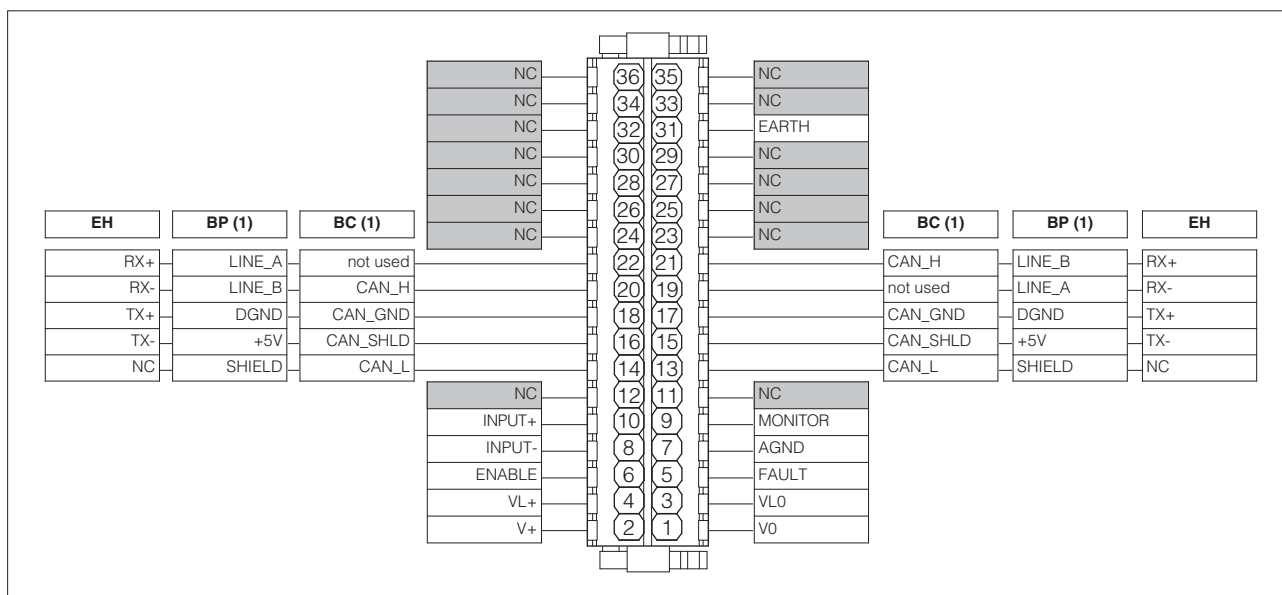 NC 36 35 NC
NC 34 33 NC
NC 32 31 EARTH
NC 30 29 NC
NC 28 27 NC
NC 26 25 NC
EH BP (1) BC (1) NC 24 23 NC BC (1) BP (1) EH
RX+ LINE_A not used 22 21 CAN_H LINE_B RX+
RX- LINE_B CAN_H 20 19 not used LINE_A RX-
TX+ DGND CAN_GND 18 17 CAN_GND DGND TX+
TX- +5V CAN_SHLD 16 15 CAN_SHLD +5V TX-
NC SHIELD CAN_L 14 13 CAN_L SHIELD NC
NC 12 11 NC
INPUT+ 10 9 MONITOR
INPUT- 8 7 AGND
ENABLE 6 5 FAULT
VL+ 4 3 VL0
V+ 2 1 V0